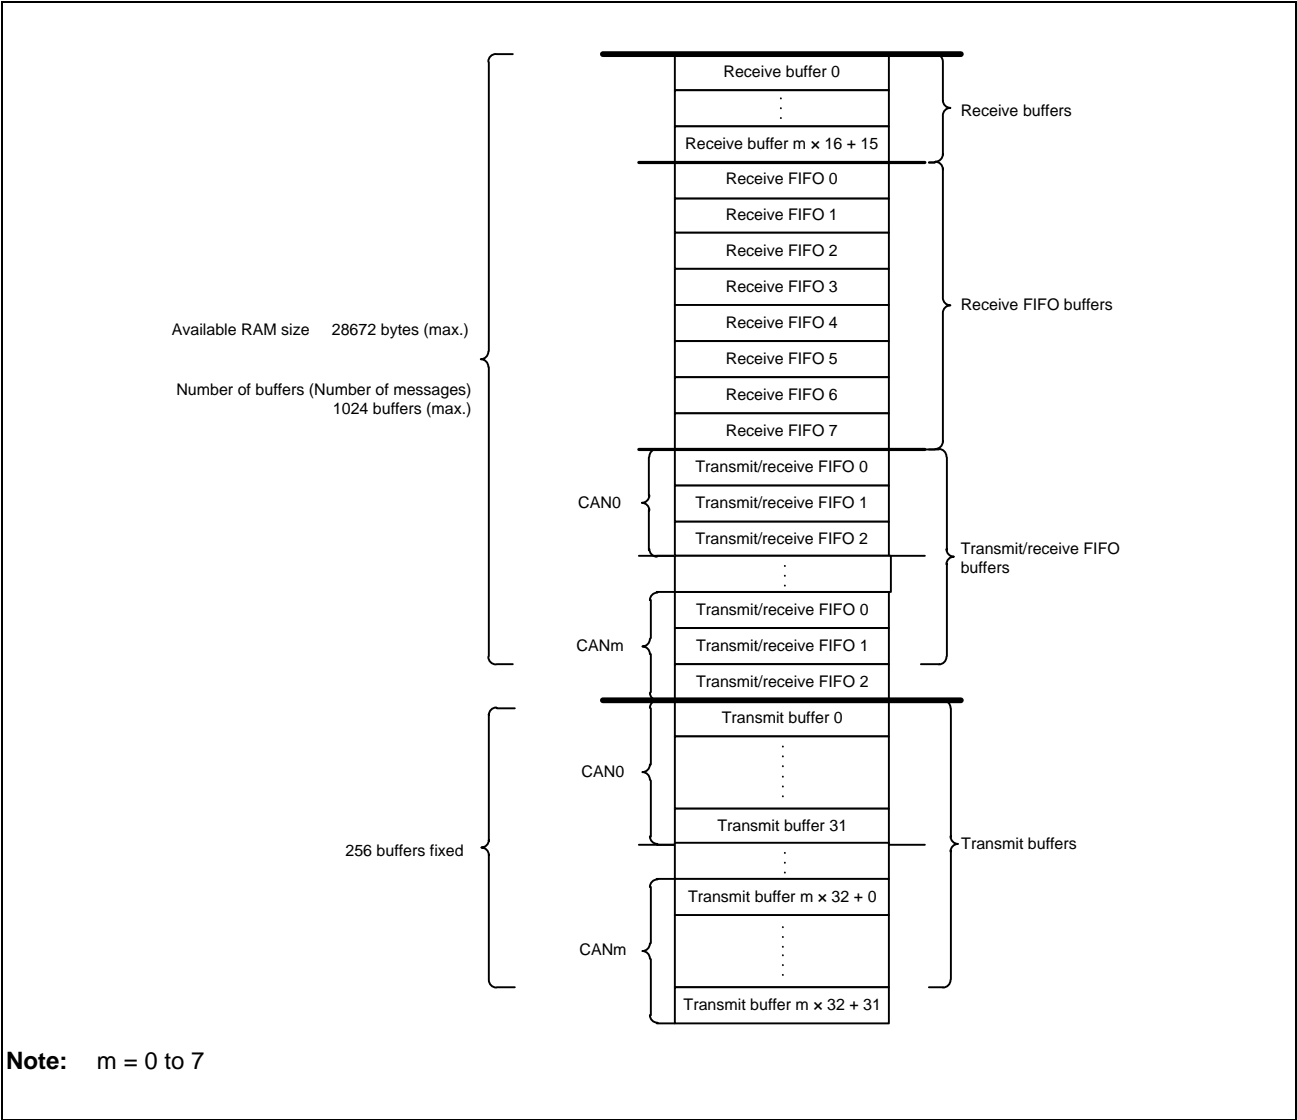 Receive buffer 0
Receive buffers
Receive buffer m × 16 + 15
Receive FIFO 0
Receive FIFO 1
Receive FIFO 2
Receive FIFO 3
Receive FIFO buffers
Receive FIFO 4
Available RAM size 28672 bytes (max.)
Receive FIFO 5
Number of buffers (Number of messages)
1024 buffers (max.)
Receive FIFO 6
Receive FIFO 7
Transmit/receive FIFO 0
CAN0
Transmit/receive FIFO 1
Transmit/receive FIFO 2
Transmit/receive FIFO
buffers
Transmit/receive FIFO 0
CANm
Transmit/receive FIFO 1
Transmit/receive FIFO 2
Transmit buffer 0
CAN0
Transmit buffer 31
256 buffers fixed
Transmit buffers
Transmit buffer m × 32 + 0
CANm
Transmit buffer m × 32 + 31
Note: m = 0 to 7